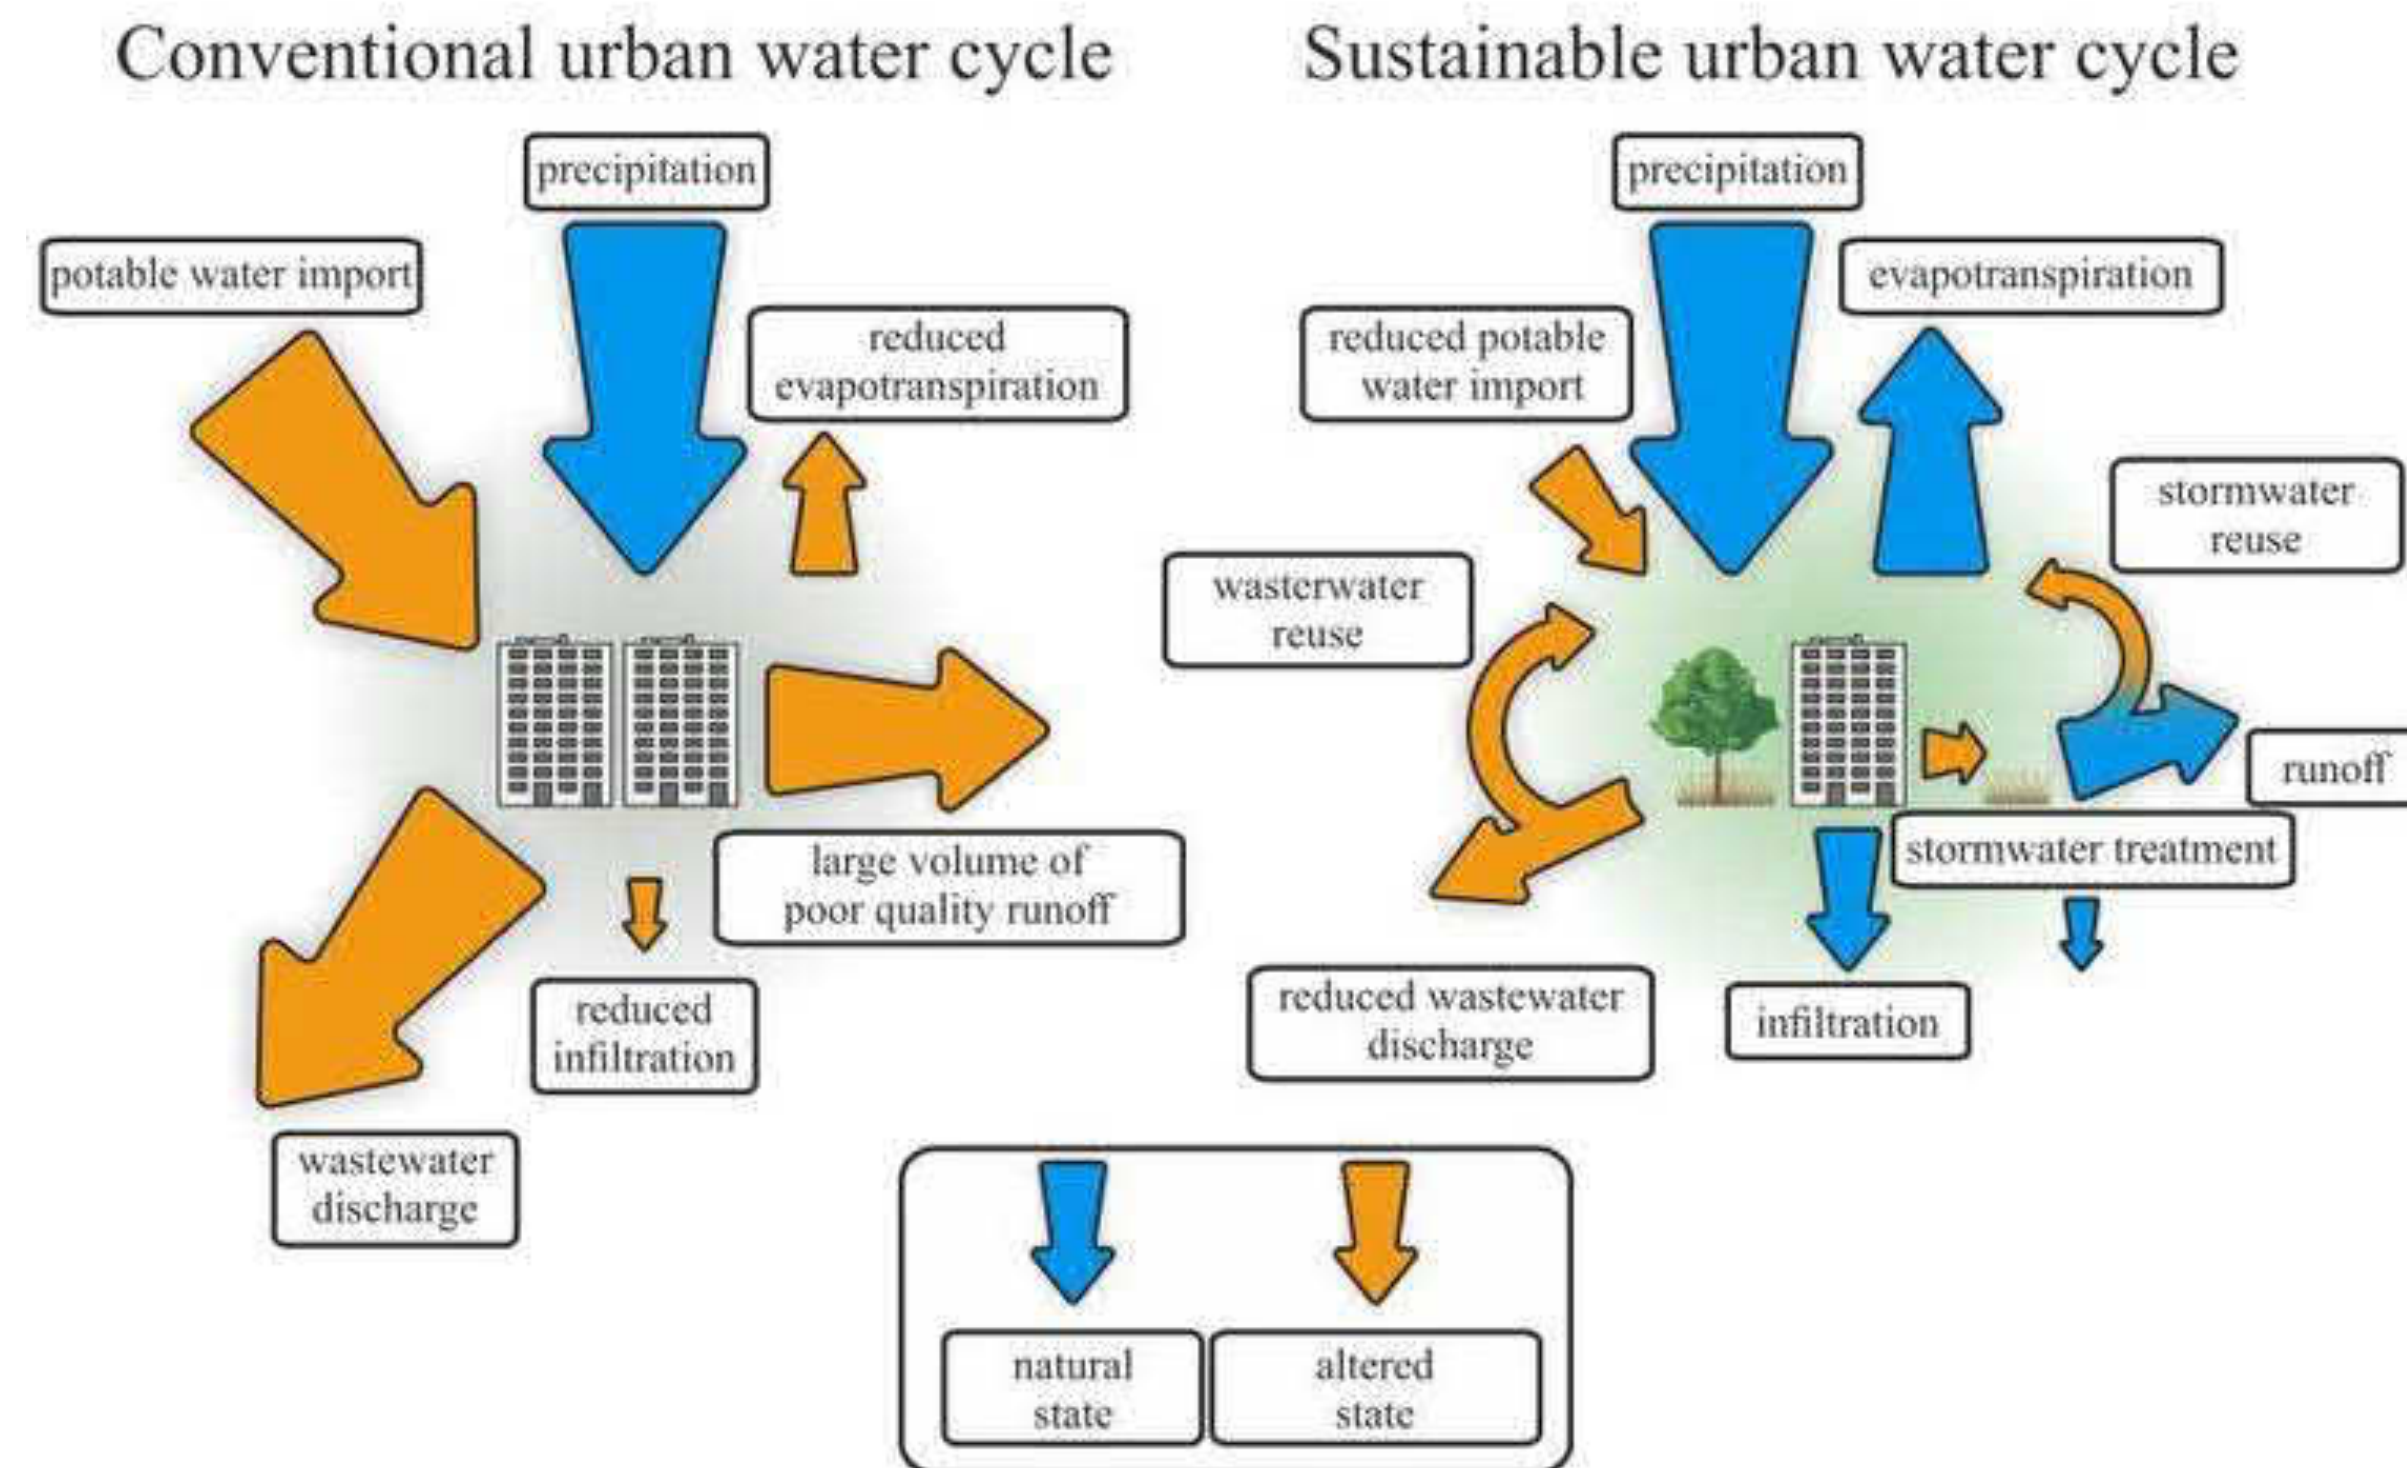 Conventional urban water cycle
precipitation
potable water import
reduced
evapotranspiration
large volume of
poor quality runoff
reduced
infiltration
wastewater
discharge
Sustainable urban water cycle
precipitation
evapotranspiration
reduced potable
water import
stormwater
reuse
wasterwater
reuse
runoff
stormwater treatment
reduced wastewater
discharge
infiltration
natural
state
altered
state